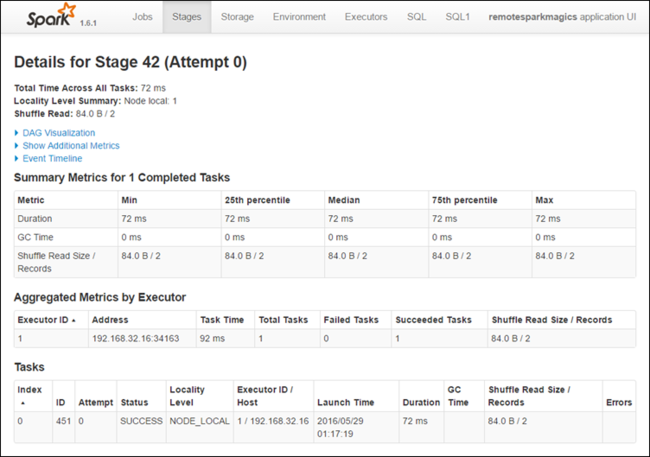 Spark 1.6.1 Jobs Stages Storage Environment Executors SQL SQL1 remotesparkmagics application UI
Details for Stage 42 (Attempt 0)
Total Time Across All Tasks: 72 ms
Locality Level Summary: Node local: 1
Shuffle Read: 84.0 B / 2
DAG Visualization
Show Additional Metrics
Event Timeline
Summary Metrics for 1 Completed Tasks
Metric Min 25th percentile Median 75th percentile Max
Duration 72 ms 72 ms 72 ms 72 ms 72 ms
GC Time 0 ms 0 ms 0 ms 0 ms 0 ms
Shuffle Read Size / 84.0 B / 2 84.0 B / 2 84.0 B / 2 84.0 B / 2 84.0 B / 2
Records
Aggregated Metrics by Executor
Executor ID Address Task Time Total Tasks Failed Tasks Succeeded Tasks Shuffle Read Size / Records
1 192.168.32.16:34163 92 ms 1 0 1 84.0 B / 2
Tasks
Index ID Attempt Status Locality Level Executor ID / Host Launch Time Duration GC Time Shuffle Read Size / Records Errors
0 451 0 SUCCESS NODE_LOCAL 1 / 192.168.32.16 2016/05/29 72 ms 84.0 B / 2
01:17:19